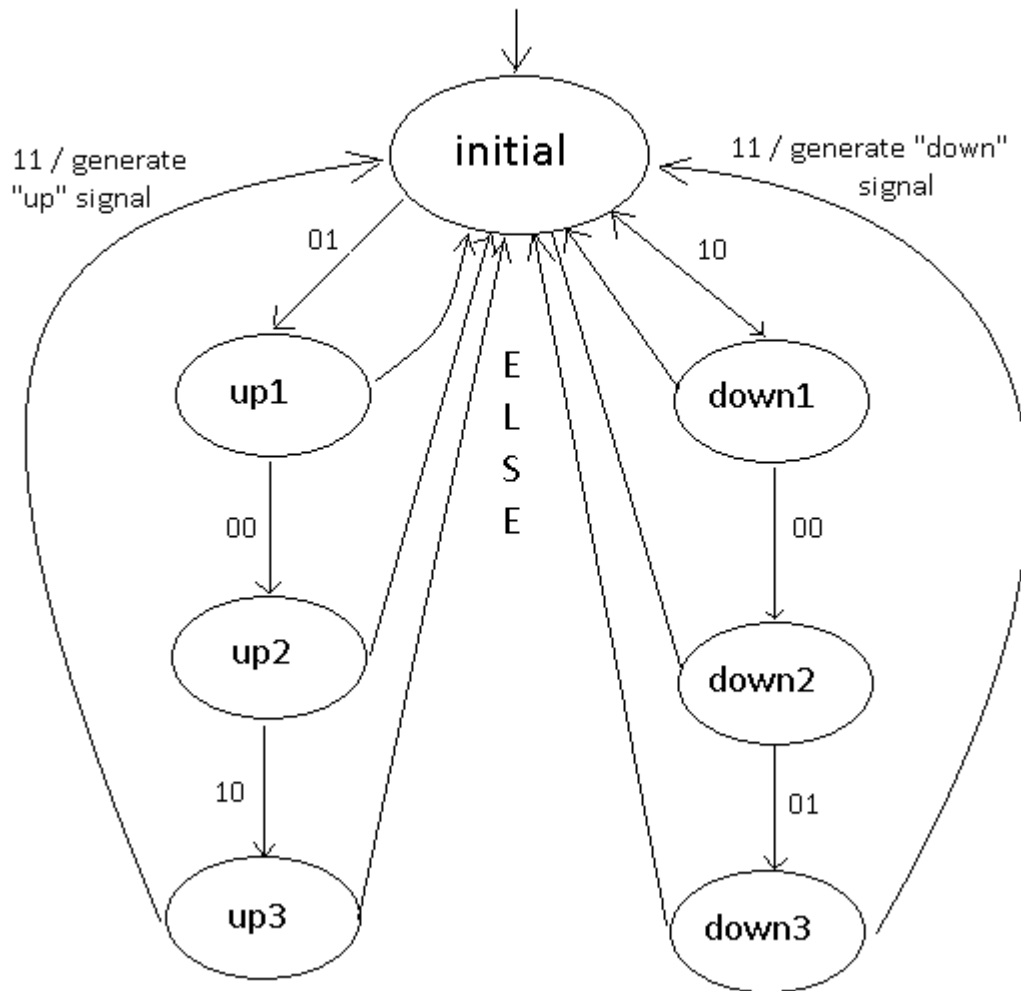 initial
11 / generate
"up" signal
11 / generate "down"
signal
01
10
E
L
S
E
up1
down1
00
00
up2
down2
10
01
up3
down3